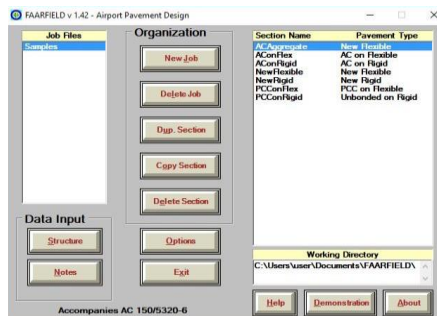 FAARFIELD v 1.42 - Airport Pavement Design
Job Files
Samples
Organization
New Job
Delete Job
Dup. Section
Copy Section
Delete Section
Data Input
Structure
Notes
Options
Exit
Section Name Pavement Type
ACAggregate New Flexible
AConFlex AC on Flexible
AConRigid AC on Rigid
NewFlexible New Flexible
NewRigid New Rigid
PCConFlex PCC on Flexible
PCConRigid Unbonded on Rigid
Working Directory
C:\Users\user\Documents\FAARFIELD\
Help
Demonstration
About
Accompanies AC 150/5320-6